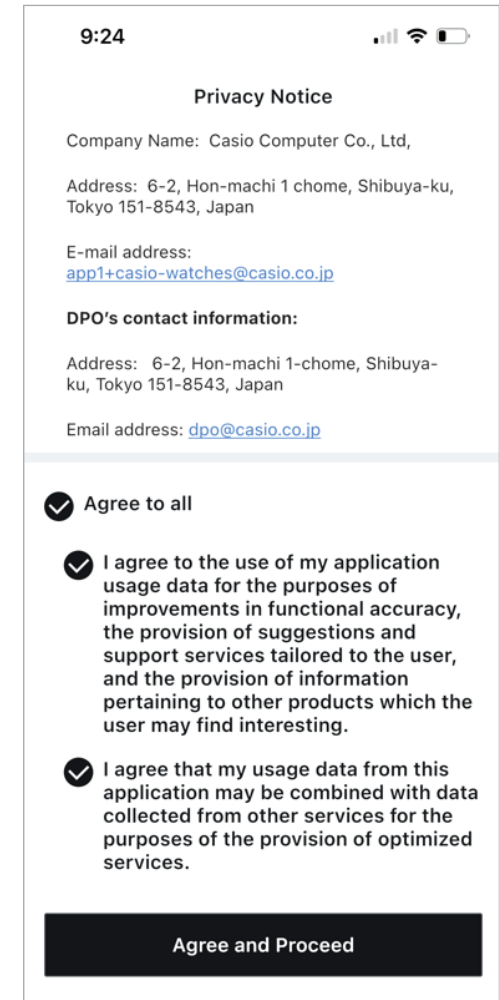 9:24
Privacy Notice
Company Name:  Casio Computer Co., Ltd,
Address:  6-2, Hon-machi 1 chome, Shibuya-ku,
Tokyo 151-8543, Japan
E-mail address:
app1+casio-watches@casio.co.jp
DPO's contact information:
Address:   6-2, Hon-machi 1-chome, Shibuya-
ku, Tokyo 151-8543, Japan
Email address: dpo@casio.co.jp
Agree to all
I agree to the use of my application
usage data for the purposes of
improvements in functional accuracy,
the provision of suggestions and
support services tailored to the user,
and the provision of information
pertaining to other products which the
user may find interesting.
I agree that my usage data from this
application may be combined with data
collected from other services for the
purposes of the provision of optimized
services.
Agree and Proceed